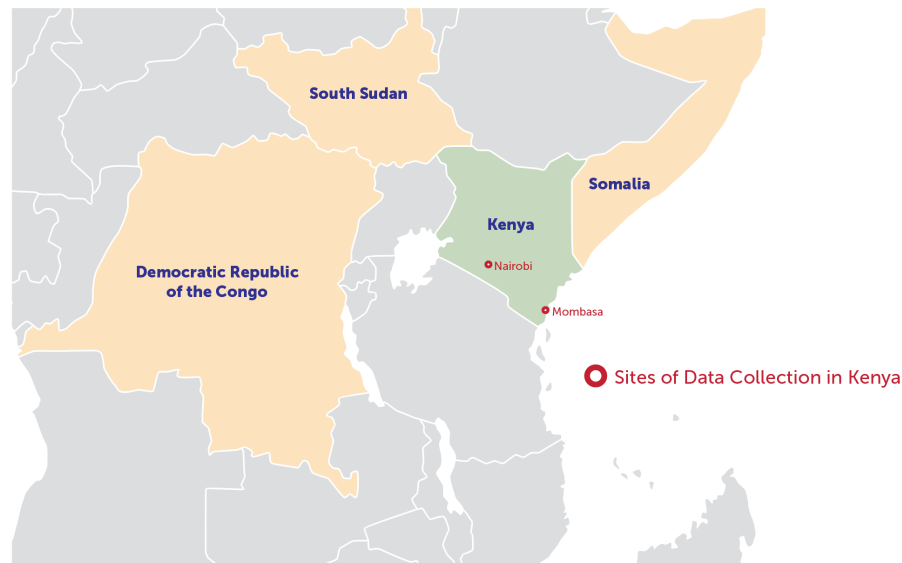 South Sudan
Somalia
Kenya
Nairobi
Democratic Republic
of the Congo
Mombasa
Sites of Data Collection in Kenya